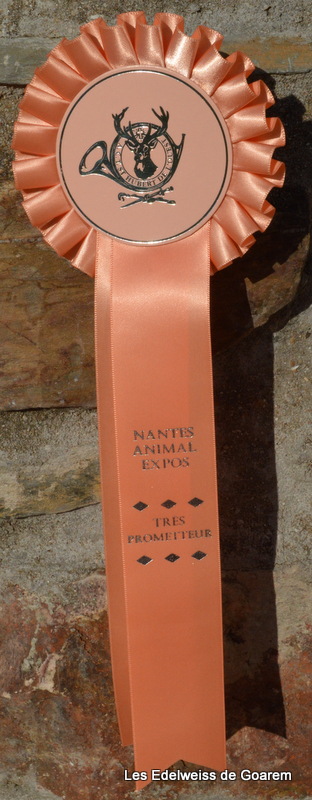 NANTES
ANIMAL
EXPOS
TRES
PROMETTEUR
Les Edelweiss de Goarem